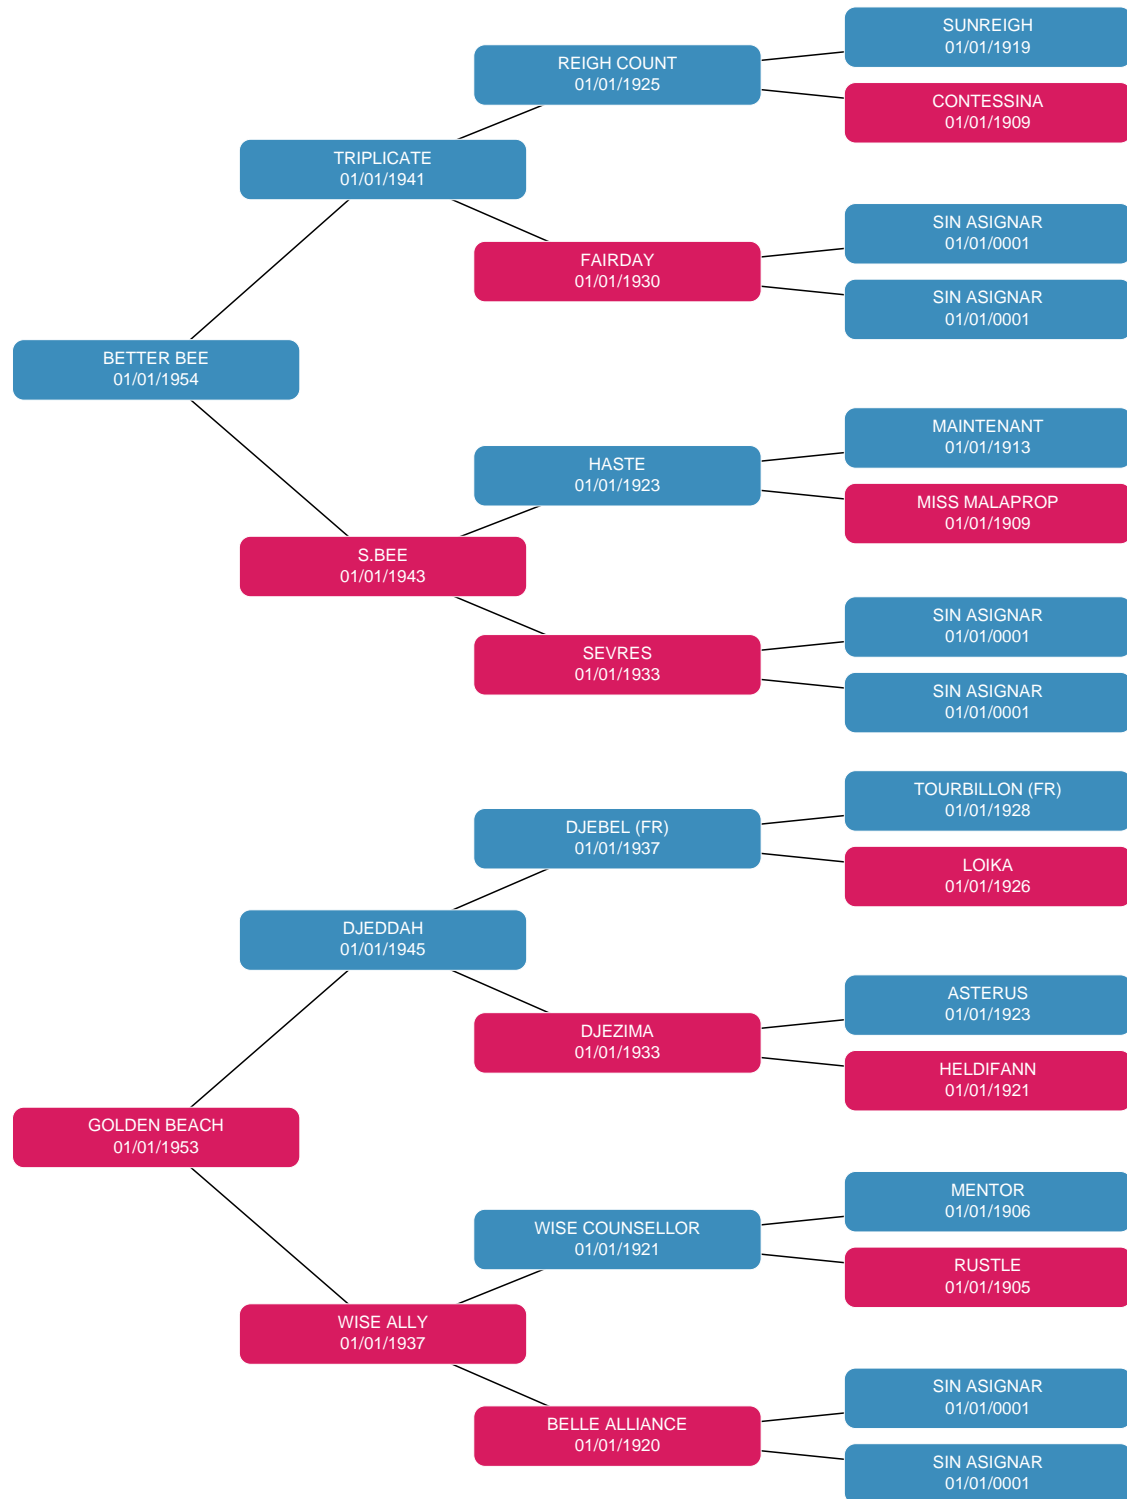 SUNREIGH
01/01/1919
REIGH COUNT
01/01/1925
CONTESSINA
01/01/1909
TRIPLICATE
01/01/1941
SIN ASIGNAR
01/01/0001
FAIRDAY
01/01/1930
SIN ASIGNAR
01/01/0001
BETTER BEE
01/01/1954
MAINTENANT
01/01/1913
HASTE
01/01/1923
MISS MALAPROP
01/01/1909
S.BEE
01/01/1943
SIN ASIGNAR
01/01/0001
SEVRES
01/01/1933
SIN ASIGNAR
01/01/0001
TOURBILLON (FR)
01/01/1928
DJEBEL (FR)
01/01/1937
LOIKA
01/01/1926
DJEDDAH
01/01/1945
ASTERUS
01/01/1923
DJEZIMA
01/01/1933
HELDIFANN
01/01/1921
GOLDEN BEACH
01/01/1953
MENTOR
01/01/1906
WISE COUNSELLOR
01/01/1921
RUSTLE
01/01/1905
WISE ALLY
01/01/1937
SIN ASIGNAR
01/01/0001
BELLE ALLIANCE
01/01/1920
SIN ASIGNAR
01/01/0001